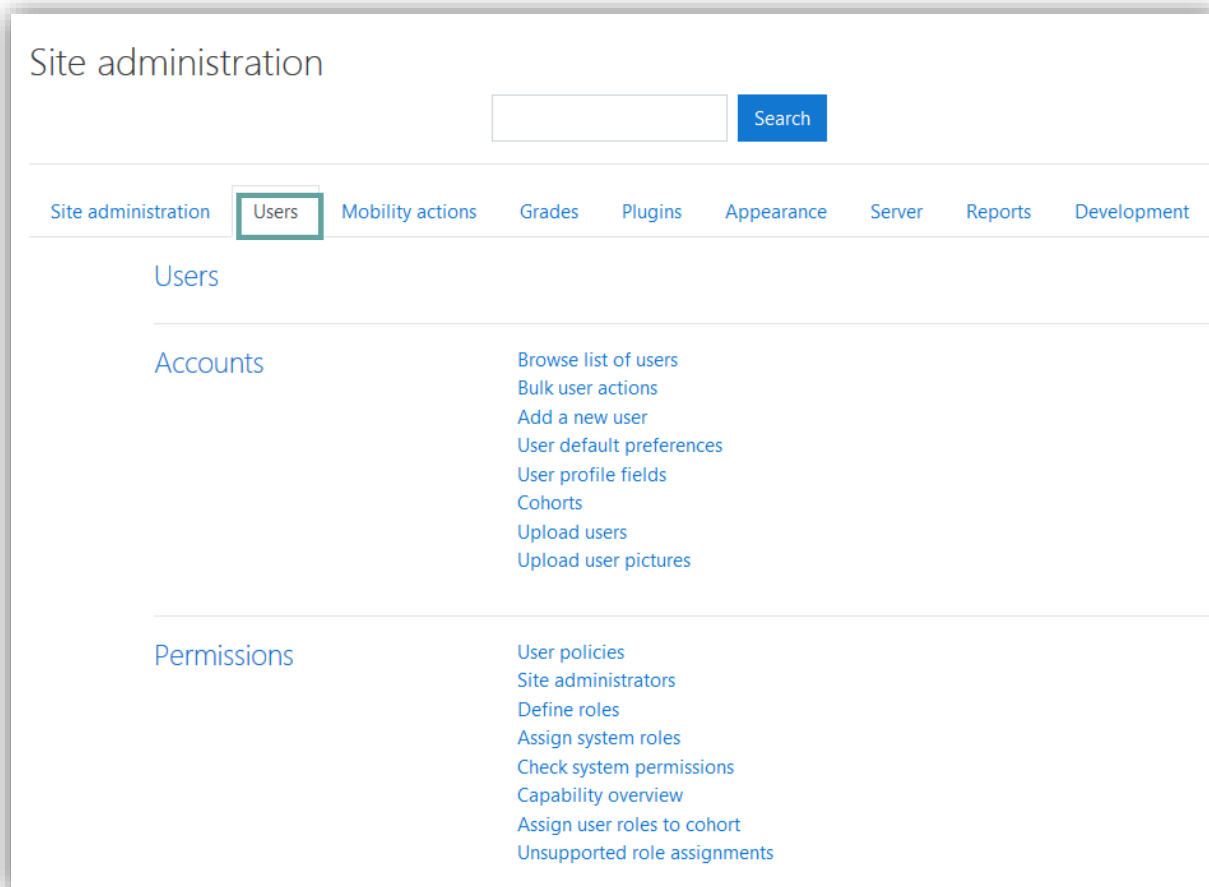 Site administration
Search
Site administration Users Mobility actions Grades Plugins Appearance Server Reports Development
Users
Accounts
Browse list of users
Bulk user actions
Add a new user
User default preferences
User profile fields
Cohorts
Upload users
Upload user pictures
Permissions
User policies
Site administrators
Define roles
Assign system roles
Check system permissions
Capability overview
Assign user roles to cohort
Unsupported role assignments